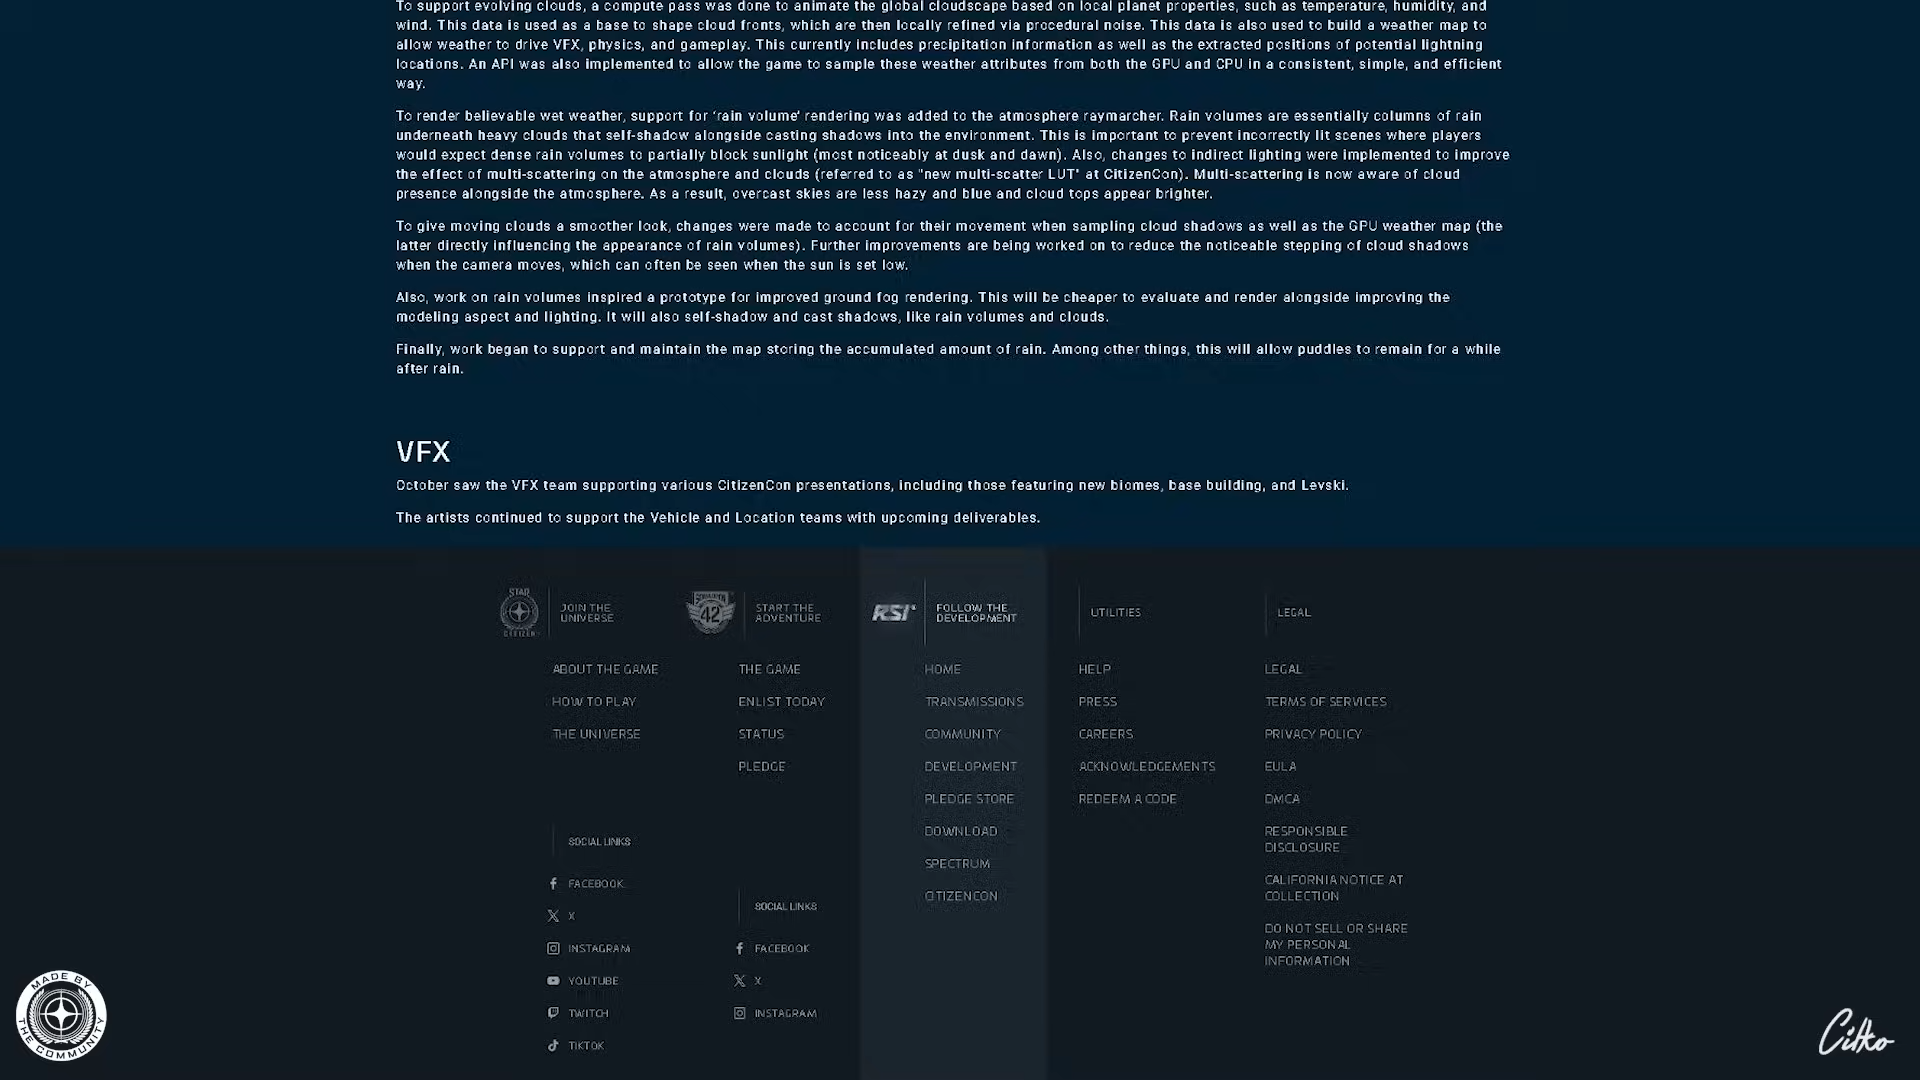 To support evolving clouds, a compute pass was done to animate the global cloudscape based on local planet properties, such as temperature, humidity, and
wind. This data is used as a base to shape cloud fronts, which are then locally refined via procedural noise. This data is also used to build a weather map to
allow weather to drive VFX, physics, and gameplay. This currently includes precipitation information as well as the extracted positions of potential lightning
locations. An API was also implemented to allow the game to sample these weather attributes from both the GPU and CPU in a consistent, simple, and efficient
way.
To render believable wet weather, support for 'rain volume' rendering was added to the atmosphere raymarcher. Rain volumes are essentially columns of rain
underneath heavy clouds that self-shadow alongside casting shadows into the environment. This is important to prevent incorrectly lit scenes where players
would expect dense rain volumes to partially block sunlight (most noticeably at dusk and dawn). Also, changes to indirect lighting were implemented to improve
the effect of multi-scattering on the atmosphere and clouds (referred to as "new multi-scatter LUT" at CitizenCon). Multi-scattering is now aware of cloud
presence alongside the atmosphere. As a result, overcast skies are less hazy and blue and cloud tops appear brighter.
To give moving clouds a smoother look, changes were made to account for their movement when sampling cloud shadows as well as the GPU weather map (the
latter directly influencing the appearance of rain volumes). Further improvements are being worked on to reduce the noticeable stepping of cloud shadows
when the camera moves, which can often be seen when the sun is set low.
Also, work on rain volumes inspired a prototype for improved ground fog rendering. This will be cheaper to evaluate and render alongside improving the
modeling aspect and lighting. It will also self-shadow and cast shadows, like rain volumes and clouds.
Finally, work began to support and maintain the map storing the accumulated amount of rain. Among other things, this will allow puddles to remain for a while
after rain.
VFX
October saw the VFX team supporting various CitizenCon presentations, including those featuring new biomes, base building, and Levski.
The artists continued to support the Vehicle and Location teams with upcoming deliverables.
STAR
CITIZEN
JOIN THE
UNIVERSE
ABOUT THE GAME
HOW TO PLAY
THE UNIVERSE
SOCIAL LINKS
FACEBOOK
X
INSTAGRAM
YOUTUBE
TWITCH
TIKTOK
SQUADRON
42
START THE
ADVENTURE
THE GAME
ENLIST TODAY
STATUS
PLEDGE
SOCIAL LINKS
FACEBOOK
X
INSTAGRAM
RSI
FOLLOW THE
DEVELOPMENT
HOME
TRANSMISSIONS
COMMUNITY
DEVELOPMENT
PLEDGE STORE
DOWNLOAD
SPECTRUM
CITIZENCON
UTILITIES
HELP
PRESS
CAREERS
ACKNOWLEDGEMENTS
REDEEM A CODE
LEGAL
LEGAL
TERMS OF SERVICES
PRIVACY POLICY
EULA
DMCA
RESPONSIBLE
DISCLOSURE
CALIFORNIA NOTICE AT
COLLECTION
DO NOT SELL OR SHARE
MY PERSONAL
INFORMATION
MADE BY
THE COMMUNITY